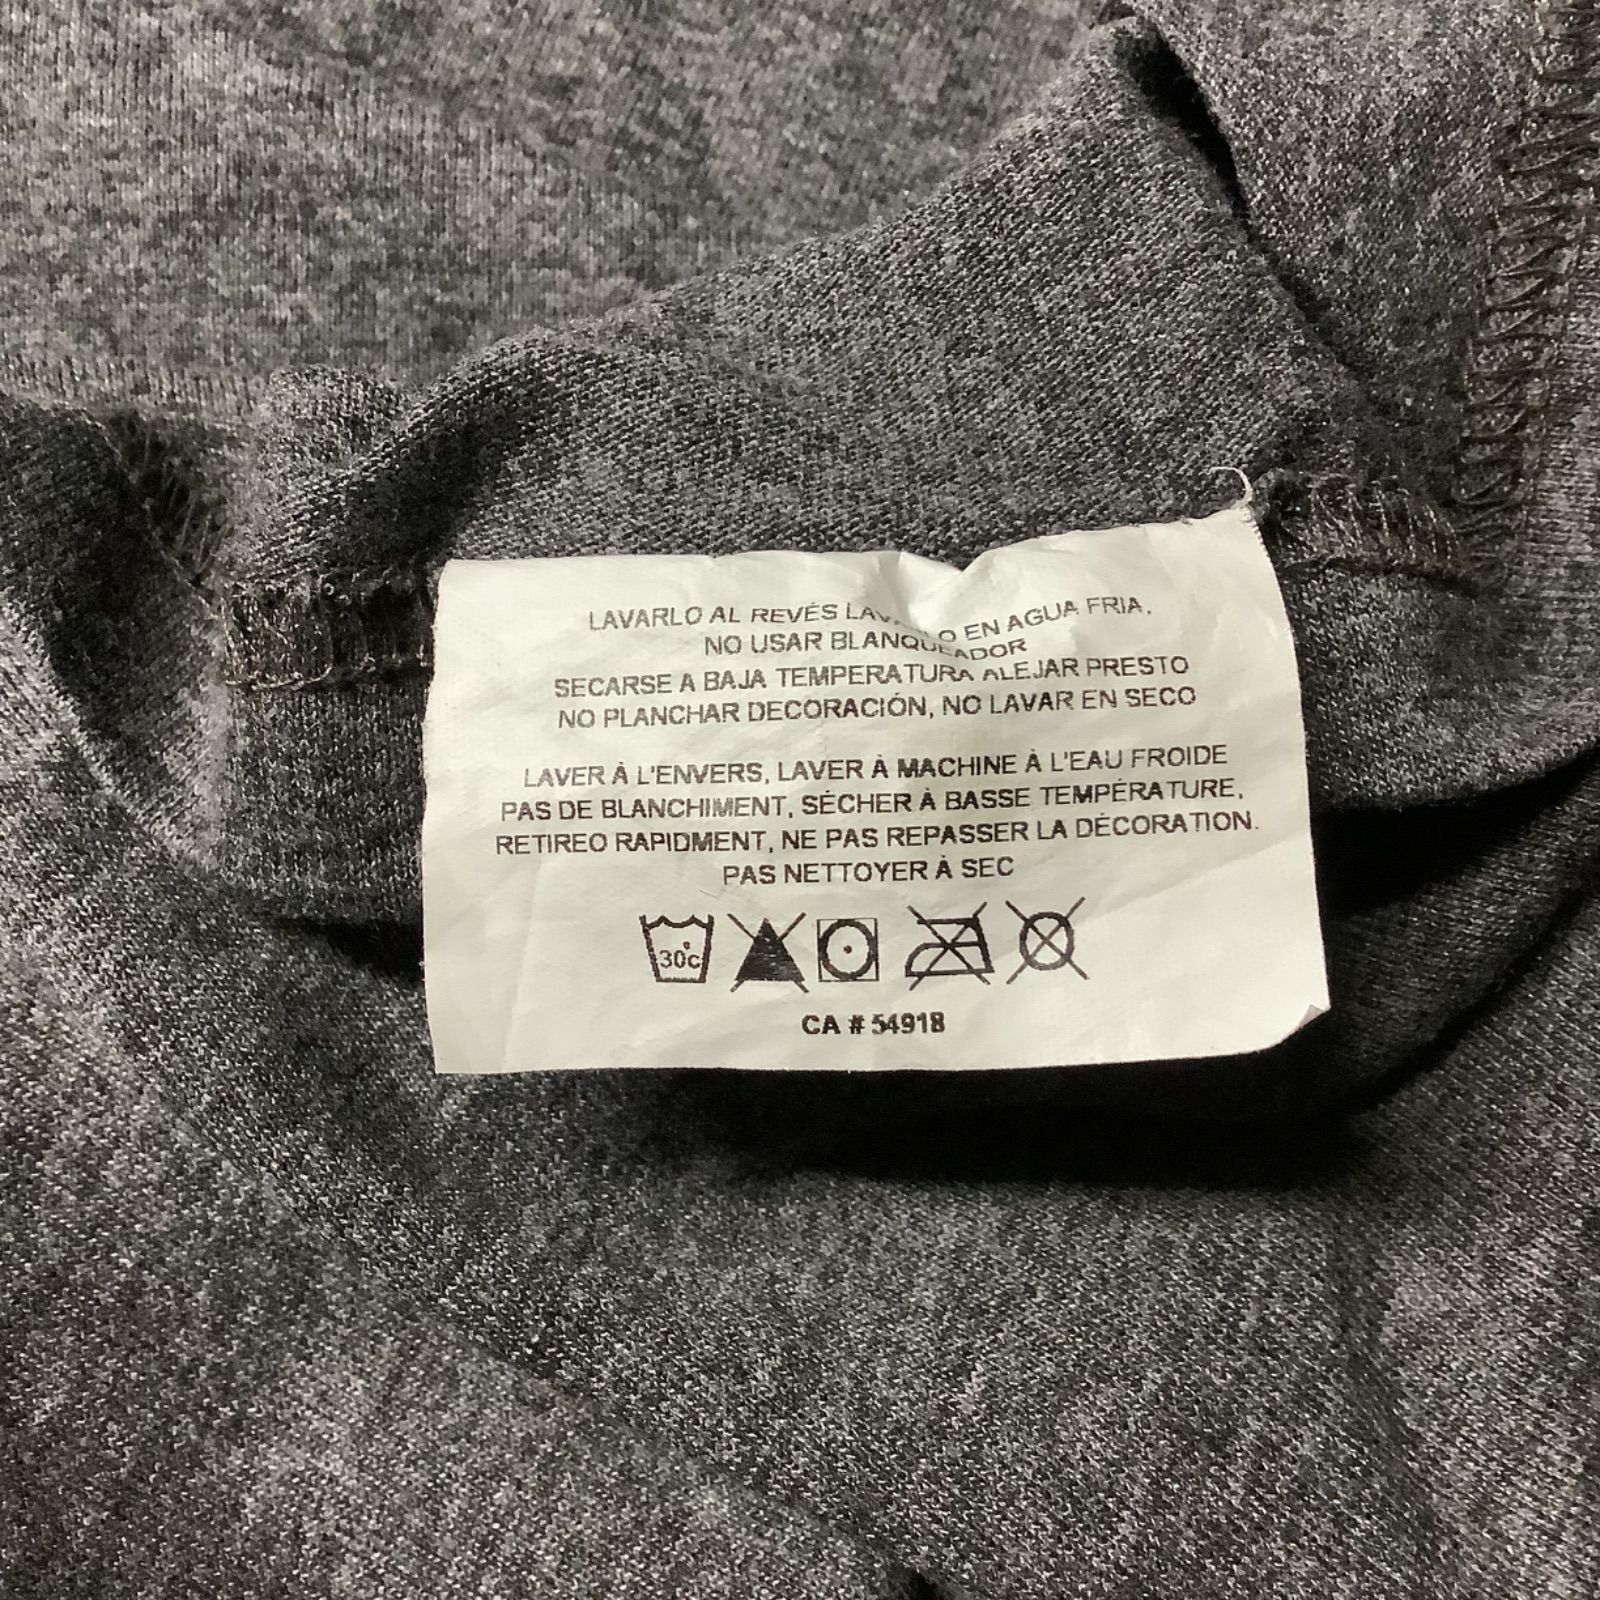 LAVARLO AL REVÉS EN AGUA FRIA,
NO USAR BLANQUEADOR
SECARSE A BAJA TEMPERATURA ALEJAR PRESTO
NO PLANCHAR DECORACIÓN, NO LAVAR EN SECO
LAVER À L'ENVERS, LAVER À MACHINE À L'EAU FROIDE
PAS DE BLANCHIMENT, SÉCHER À BASSE TEMPÉRATURE,
RETIREO RAPIDMENT, NE PAS REPASSER LA DÉCORATION.
PAS NETTOYER À SEC
30°c
CA # 54918